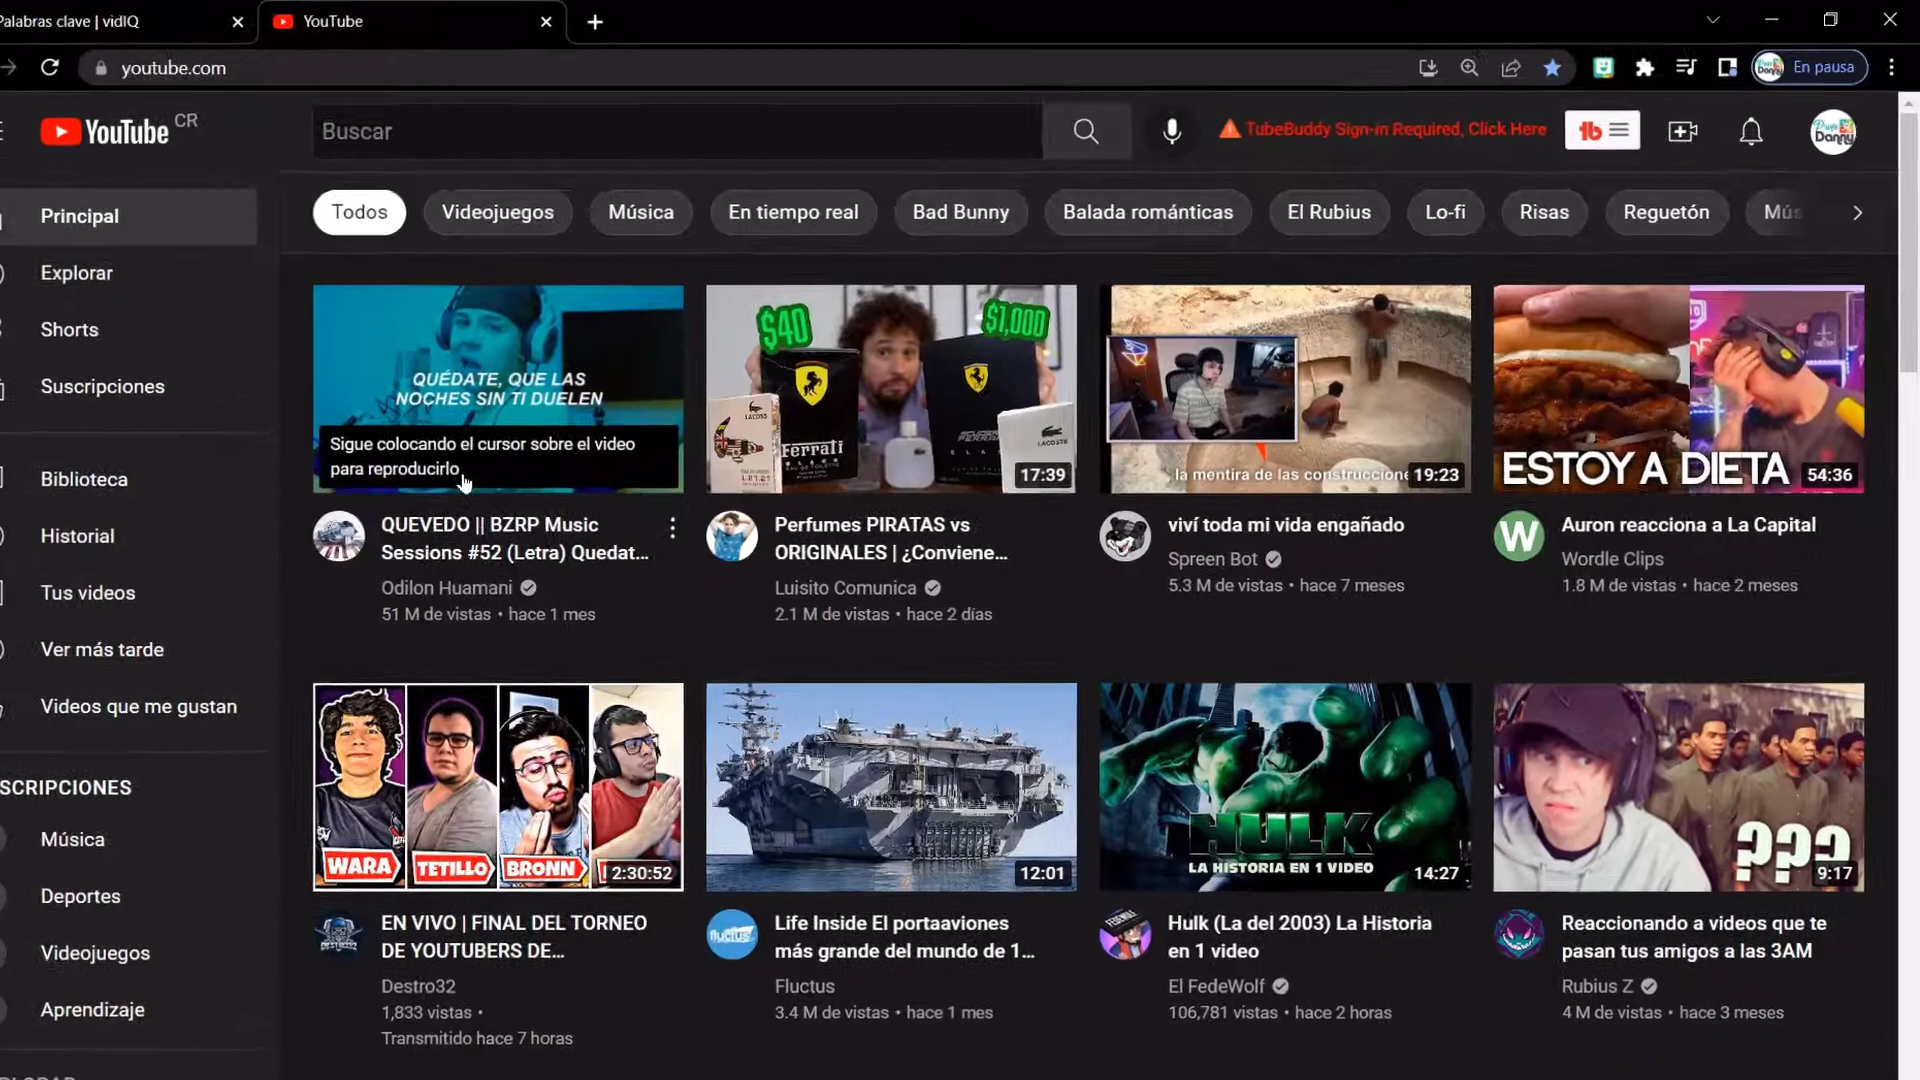 Palabras clave | vidIQ
YouTube
youtube.com
En pausa
YouTube CR
Buscar
TubeBuddy Sign-in Required, Click Here
Principal
Explorar
Shorts
Suscripciones
Biblioteca
Historial
Tus videos
Ver más tarde
Videos que me gustan
SCRIPCIONES
Música
Deportes
Videojuegos
Aprendizaje
Todos
Videojuegos
Música
En tiempo real
Bad Bunny
Balada románticas
El Rubius
Lo-fi
Risas
Reguetón
Mús
QUÉDATE, QUE LAS
NOCHES SIN TI DUELEN
Sigue colocando el cursor sobre el video
para reproducirlo
QUEVEDO || BZRP Music
Sessions #52 (Letra) Quedat...
Odilon Huamani
51 M de vistas • hace 1 mes
$40
$1,000
LACOSTE
Ferrari
17:39
Perfumes PIRATAS vs
ORIGINALES | ¿Conviene...
Luisito Comunica
2.1 M de vistas • hace 2 días
la mentira de las construccione
19:23
viví toda mi vida engañado
Spreen Bot
5.3 M de vistas • hace 7 meses
ESTOY A DIETA
54:36
W
Auron reacciona a La Capital
Wordle Clips
1.8 M de vistas • hace 2 meses
WARA
TETILLO
BRONN
2:30:52
EN VIVO | FINAL DEL TORNEO
DE YOUTUBERS DE...
Destro32
1,833 vistas •
Transmitido hace 7 horas
12:01
fluctus
Life Inside El portaaviones
más grande del mundo de 1...
Fluctus
3.4 M de vistas • hace 1 mes
HULK
LA HISTORIA EN 1 VIDEO
14:27
Hulk (La del 2003) La Historia
en 1 video
El FedeWolf
106,781 vistas • hace 2 horas
???
9:17
Reaccionando a videos que te
pasan tus amigos a las 3AM
Rubius Z
4 M de vistas • hace 3 meses